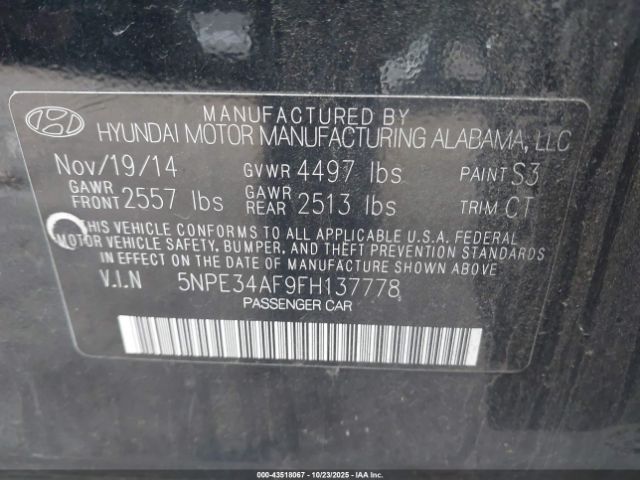 MANUFACTURED BY
HYUNDAI MOTOR MANUFACTURING ALABAMA, LLC
Nov/19/14 GVWR 4497 lbs PAINT S3
GAWR FRONT 2557 lbs GAWR REAR 2513 lbs TRIM CT
THIS VEHICLE CONFORMS TO ALL APPLICABLE U.S.A. FEDERAL
MOTOR VEHICLE SAFETY, BUMPER, AND THEFT PREVENTION STANDARDS
IN EFFECT ON THE DATE OF MANUFACTURE SHOWN ABOVE.
V.I.N 5NPE34AF9FH137778
PASSENGER CAR
000-43518067 - 10/23/2025 - IAAI.COM